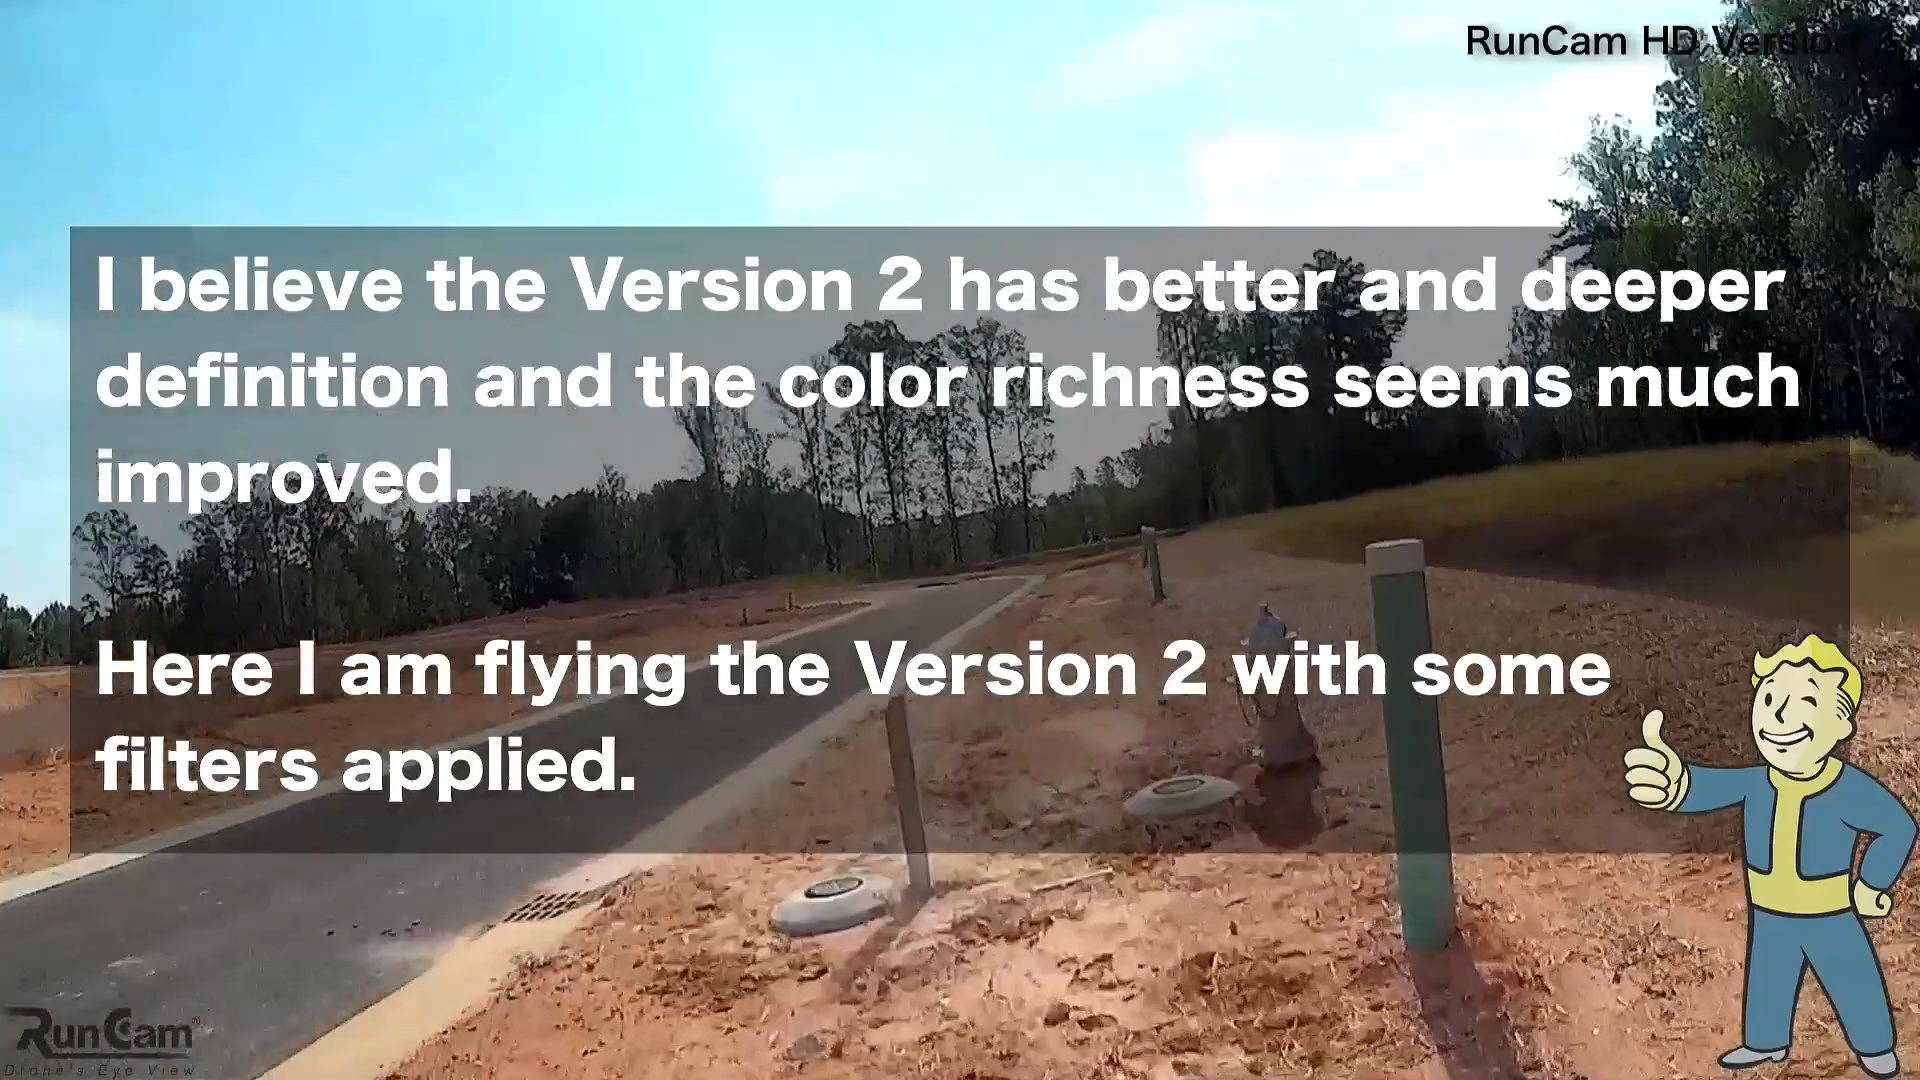 RunCam HD Version
I believe the Version 2 has better and deeper
definition and the color richness seems much
improved.
Here I am flying the Version 2 with some
filters applied.
RunCam
Drone's Eye View